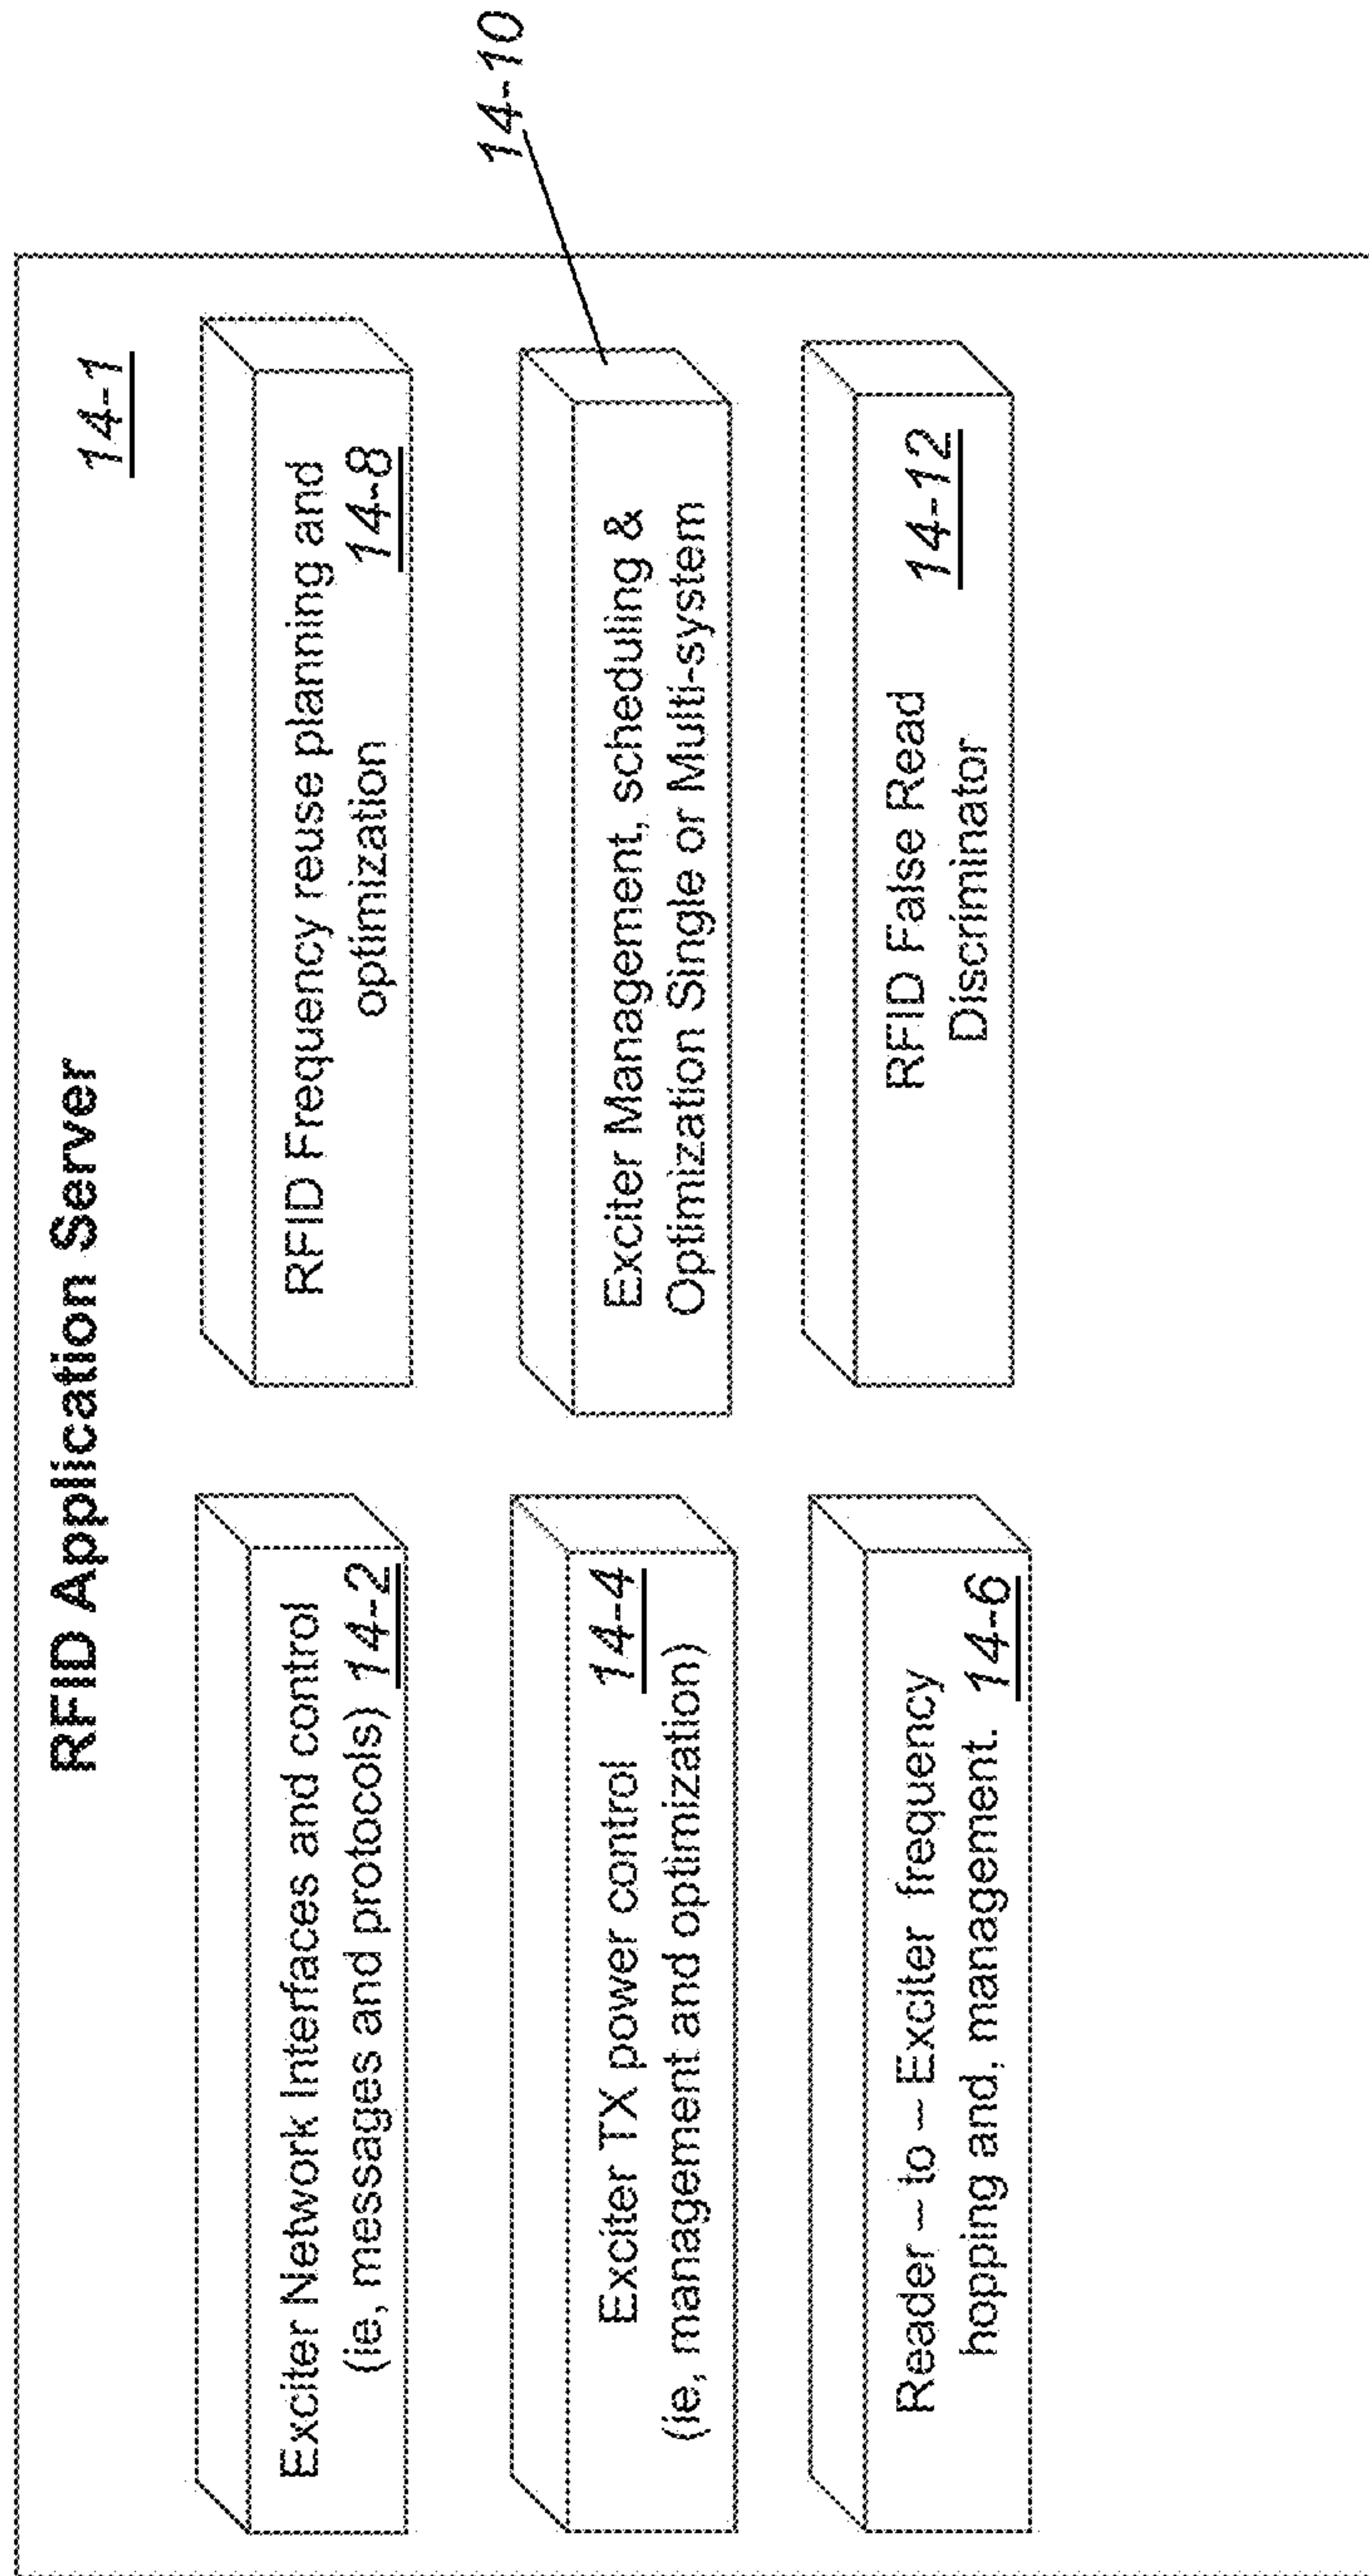 RFID Application Server
14-1
Exciter Network Interfaces and control
(ie, messages and protocols) 14-2
Exciter TX power control 14-4
(ie, management and optimization)
Reader – to – Exciter frequency
hopping and, management. 14-6
RFID Frequency reuse planning and
optimization 14-8
Exciter Management, scheduling &
Optimization Single or Multi-system
14-10
RFID False Read
Discriminator 14-12